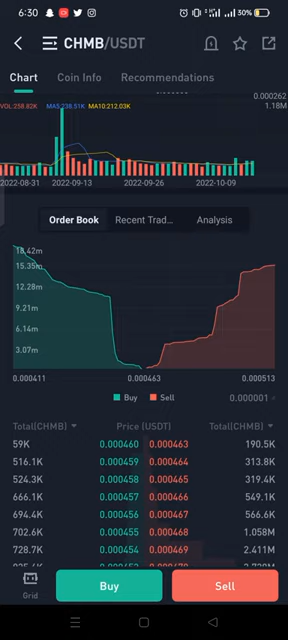 6:30
30%
CHMB/USDT
Chart Coin Info Recommendations
0.000262
VOL:258.82K MA5:238.51K MA10:212.03K 1.18M
2022-08-31 2022-09-13 2022-09-26 2022-10-09
Order Book Recent Trad... Analysis
18.42m
15.35m
12.28m
9.21m
6.14m
3.07m
0.000411 0.000463 0.000513
Buy Sell 0.000001
Total(CHMB) Price (USDT) Total(CHMB)
59K 0.000460 0.000463 190.5K
516.1K 0.000459 0.000464 313.8K
524.3K 0.000458 0.000465 319.4K
666.1K 0.000457 0.000466 549.1K
694.4K 0.000456 0.000467 566.6K
702.6K 0.000455 0.000468 1.058M
728.7K 0.000454 0.000469 2.411M
Grid Buy Sell